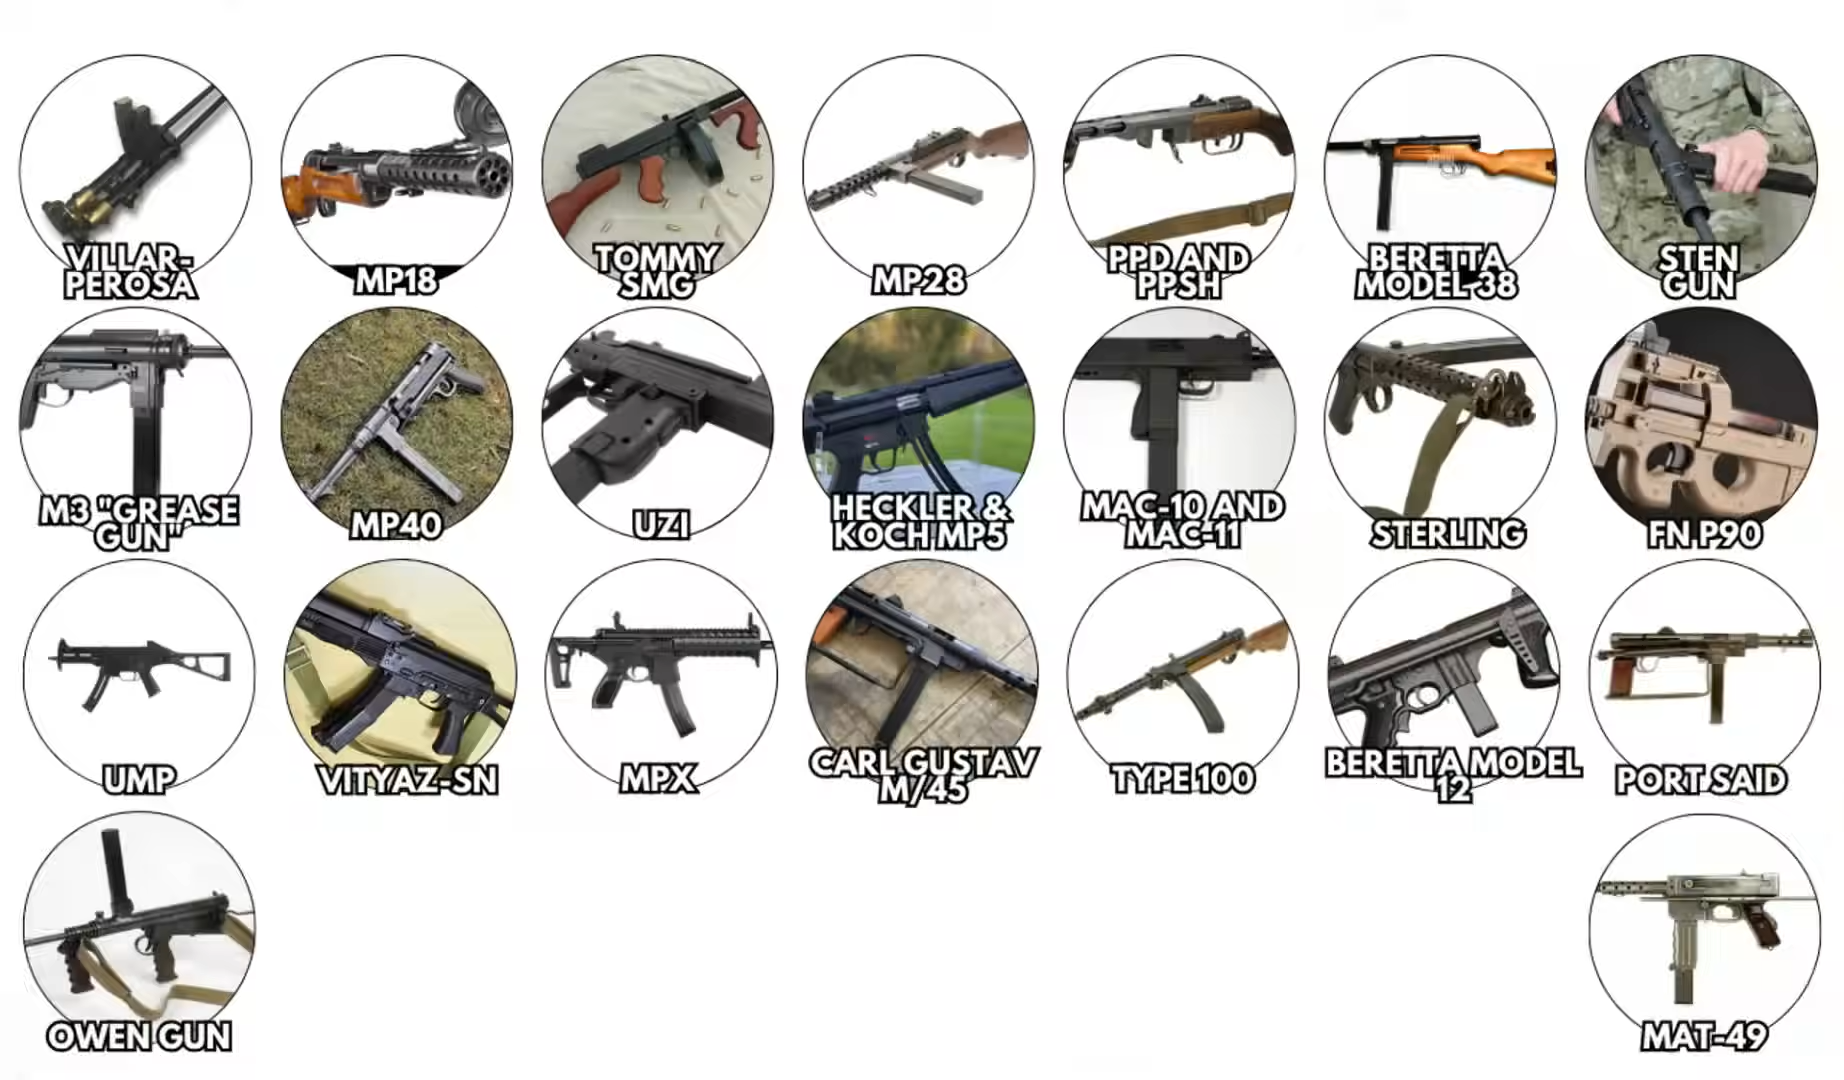 VILLAR-
PEROSA
MP18
TOMMY
SMG
MP28
PPD AND
PPSH
BERETTA
MODEL 38
STEN
GUN
M3 "GREASE
GUN"
MP40
UZI
HECKLER &
KOCH MP5
MAC-10 AND
MAC-11
STERLING
FN P90
UMP
VITYAZ-SN
MPX
CARL GUSTAV
M/45
TYPE 100
BERETTA MODEL
12
PORT SAID
OWEN GUN
MAT-49